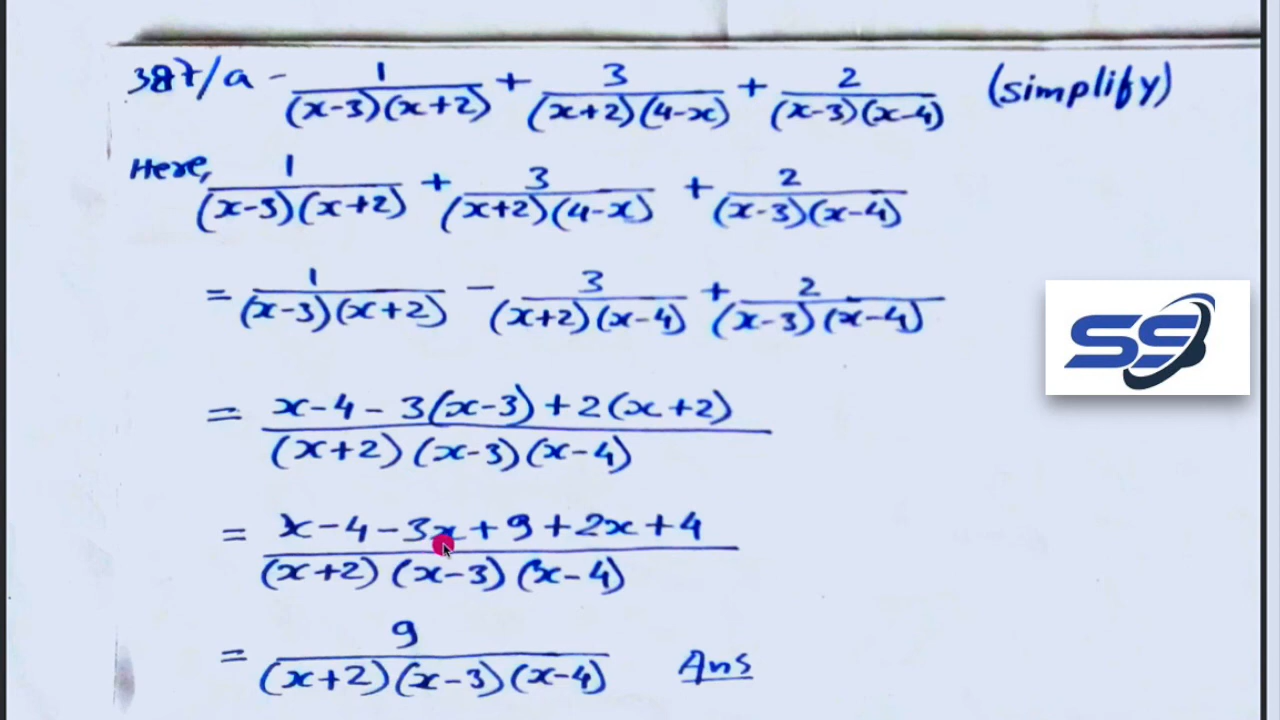 387/a - 1/((x-3)(x+2)) + 3/((x+2)(4-x)) + 2/((x-3)(x-4)) (simplify)
Here, 1/((x-3)(x+2)) + 3/((x+2)(4-x)) + 2/((x-3)(x-4))
= 1/((x-3)(x+2)) - 3/((x+2)(x-4)) + 2/((x-3)(x-4))
SS
= (x-4-3(x-3)+2(x+2))/((x+2)(x-3)(x-4))
= (x-4-3x+9+2x+4)/((x+2)(x-3)(x-4))
= 9/((x+2)(x-3)(x-4)) Ans